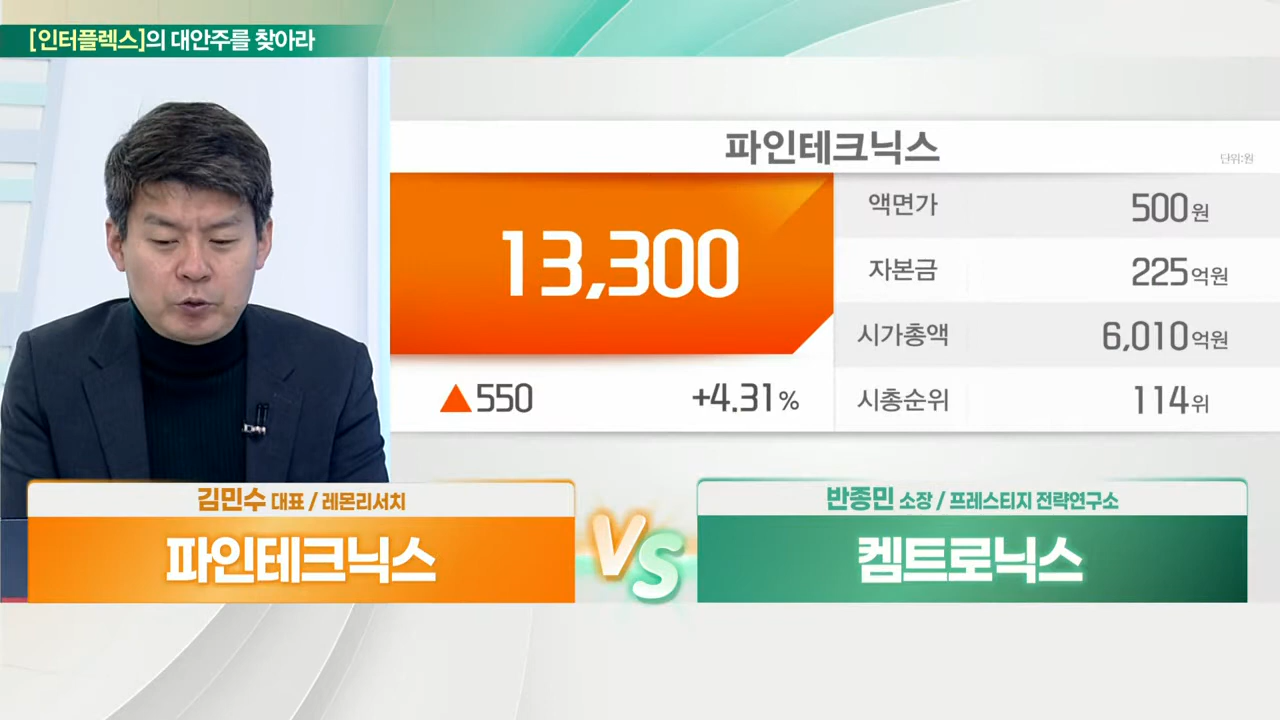 [인터플렉스]의 대안주를 찾아라
파인테크닉스
단위:원
13,300
▲550 +4.31%
액면가 500원
자본금 225억원
시가총액 6,010억원
시총순위 114위
김민수 대표 / 레몬리서치
파인테크닉스
VS
반종민 소장 / 프레스티지 전략연구소
켐트로닉스